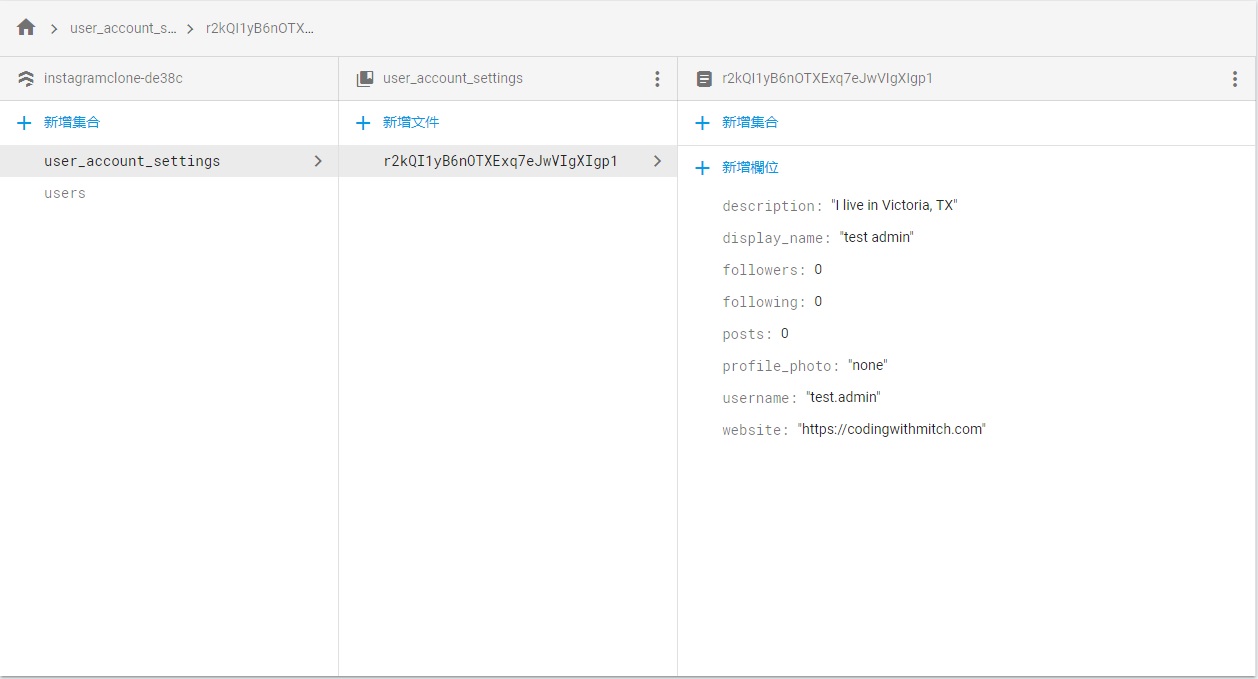 user_account_s... r2kQI1yB6nOTX...
instagramclone-de38c
user_account_settings
r2kQI1yB6nOTXExq7eJwVIgXIgp1
新增集合
新增文件
新增集合
user_account_settings
users
r2kQI1yB6nOTXExq7eJwVIgXIgp1
新增欄位
description: "I live in Victoria, TX"
display_name: "test admin"
followers: 0
following: 0
posts: 0
profile_photo: "none"
username: "test.admin"
website: "https://codingwithmitch.com"